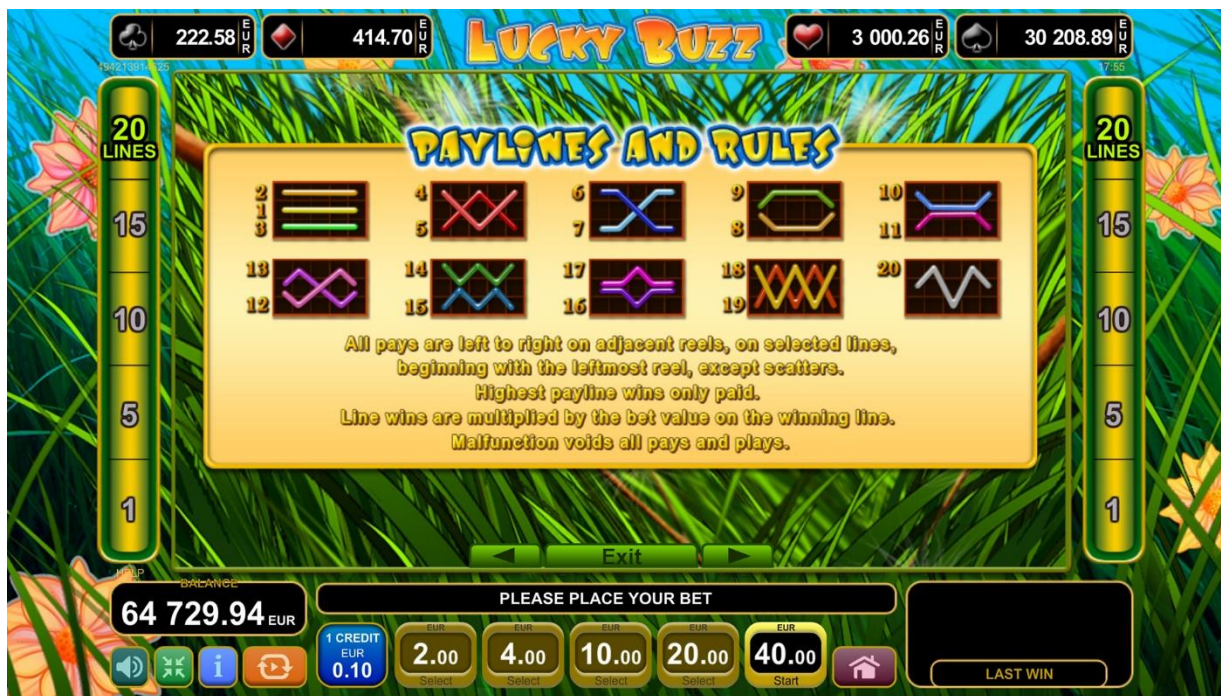 222.58 EUR
414.70 EUR
LUCKY BUZZ
3 000.26 EUR
30 208.89 EUR
17:55
20
LINES
15
10
5
1
20
LINES
15
10
5
1
PAYLINES AND RULES
2
1
3
4
5
6
7
9
8
10
11
13
12
14
15
17
16
18
19
20
All pays are left to right on adjacent reels, on selected lines,
beginning with the leftmost reel, except scatters.
Highest payline wins only paid.
Line wins are multiplied by the bet value on the winning line.
Malfunction voids all pays and plays.
Exit
HELP
BALANCE
64 729.94 EUR
PLEASE PLACE YOUR BET
1 CREDIT
EUR
0.10
EUR
2.00
Select
EUR
4.00
Select
EUR
10.00
Select
EUR
20.00
Select
EUR
40.00
Start
i
LAST WIN